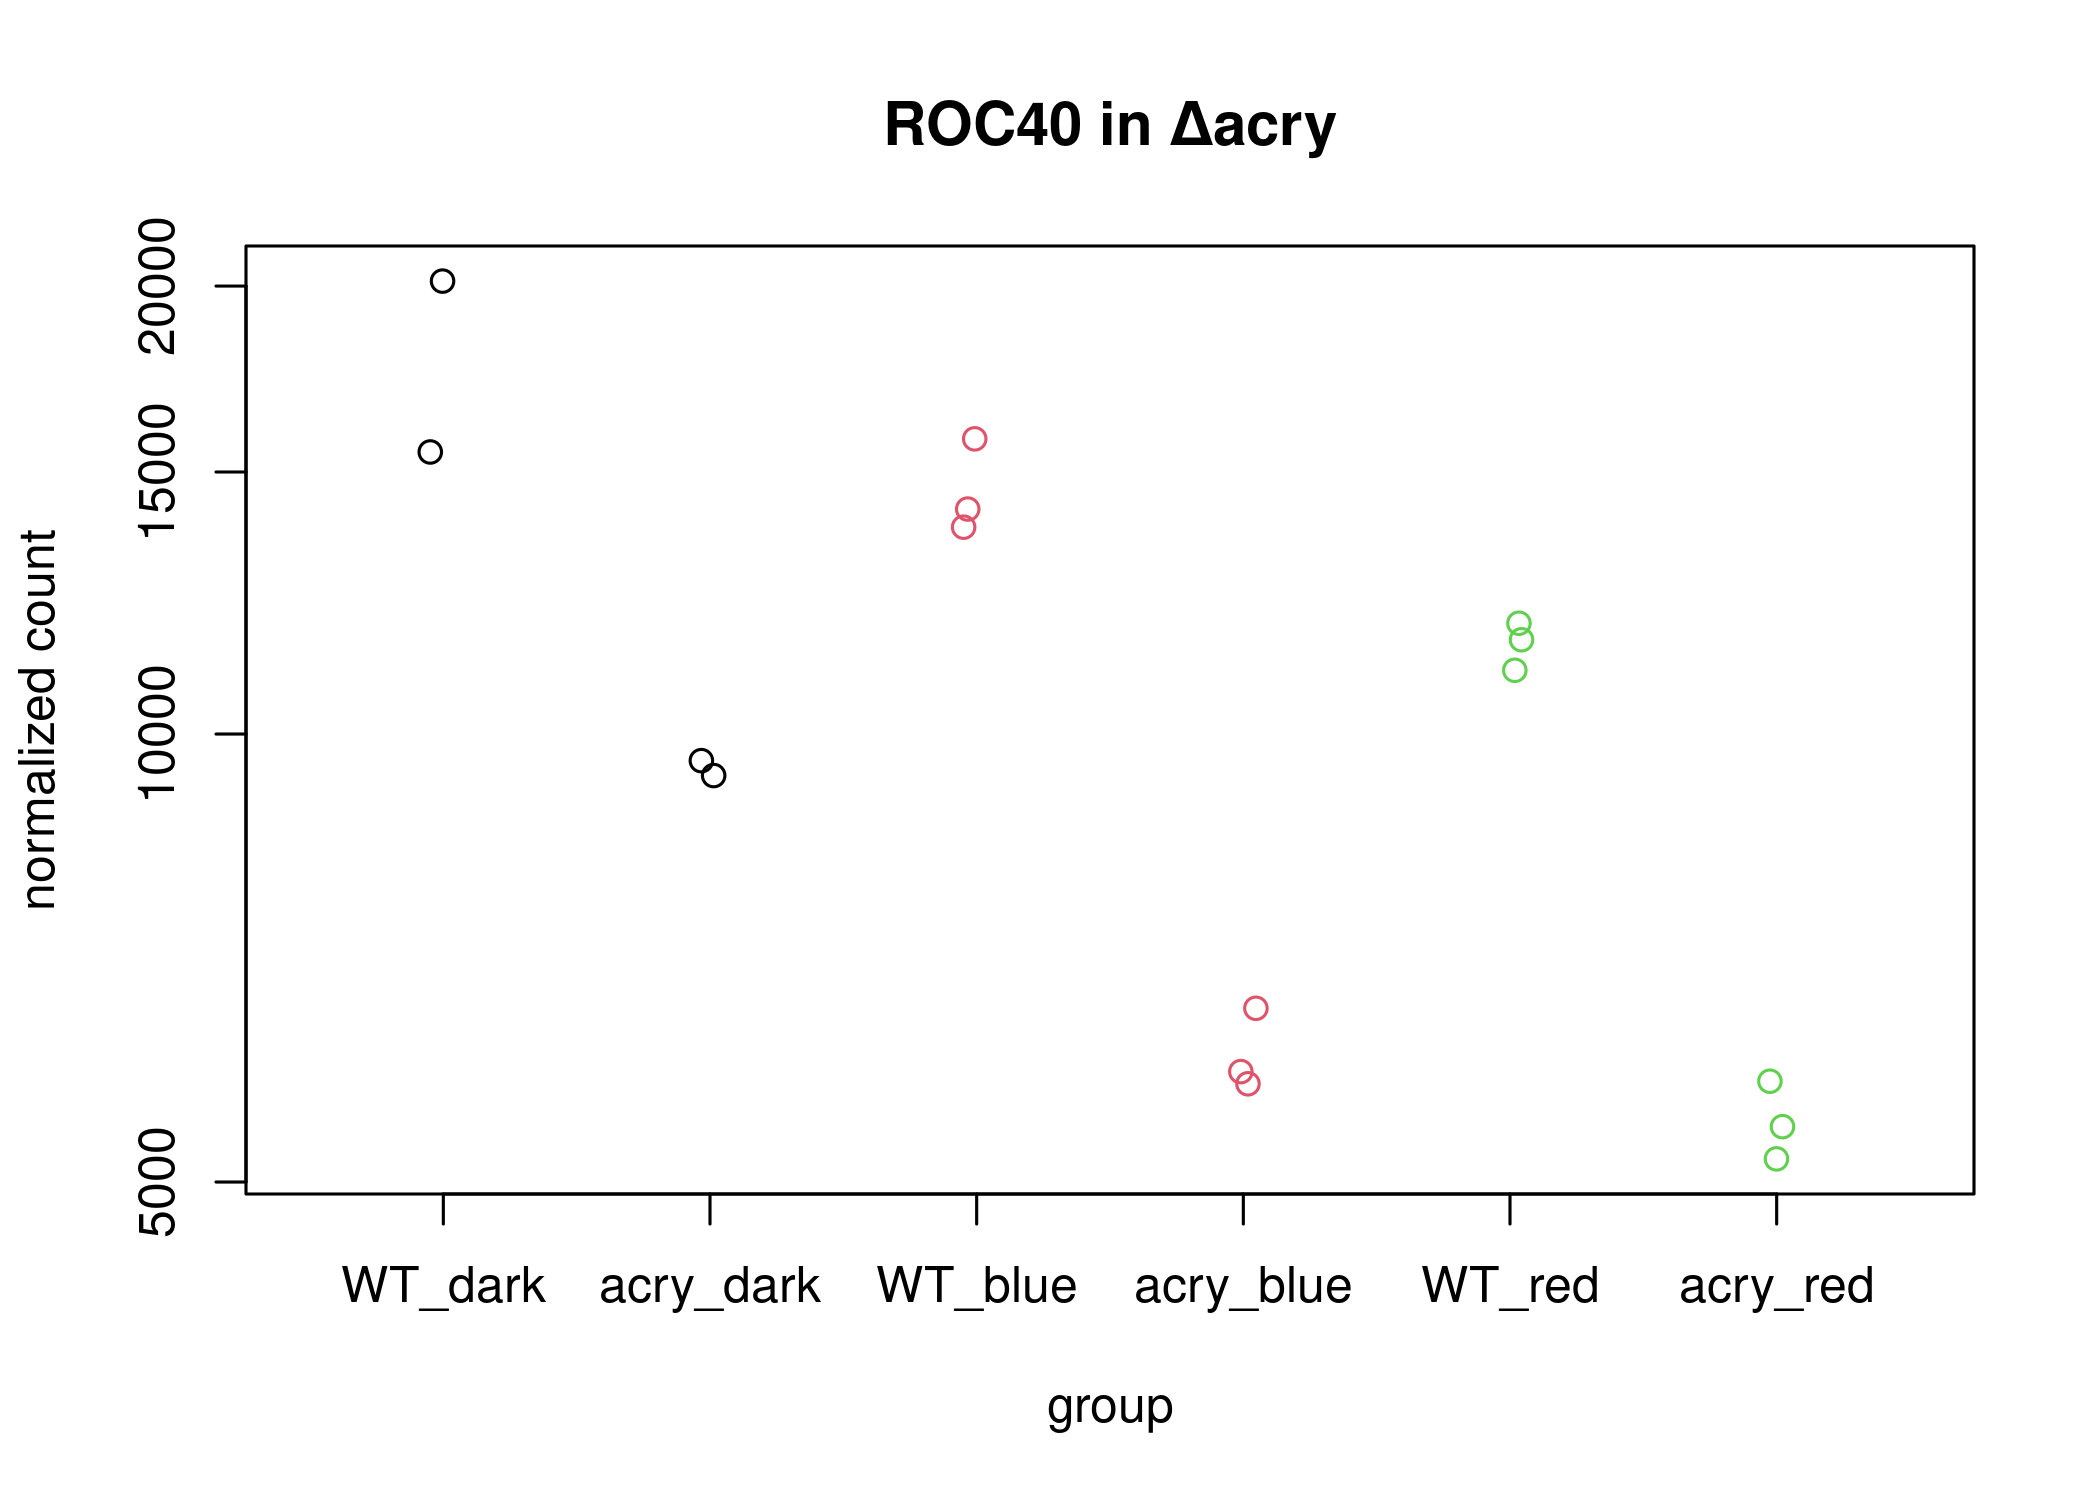 ROC40 in Δacry
20000
15000
10000
5000
normalized count
WT_dark acry_dark WT_blue acry_blue WT_red acry_red
group